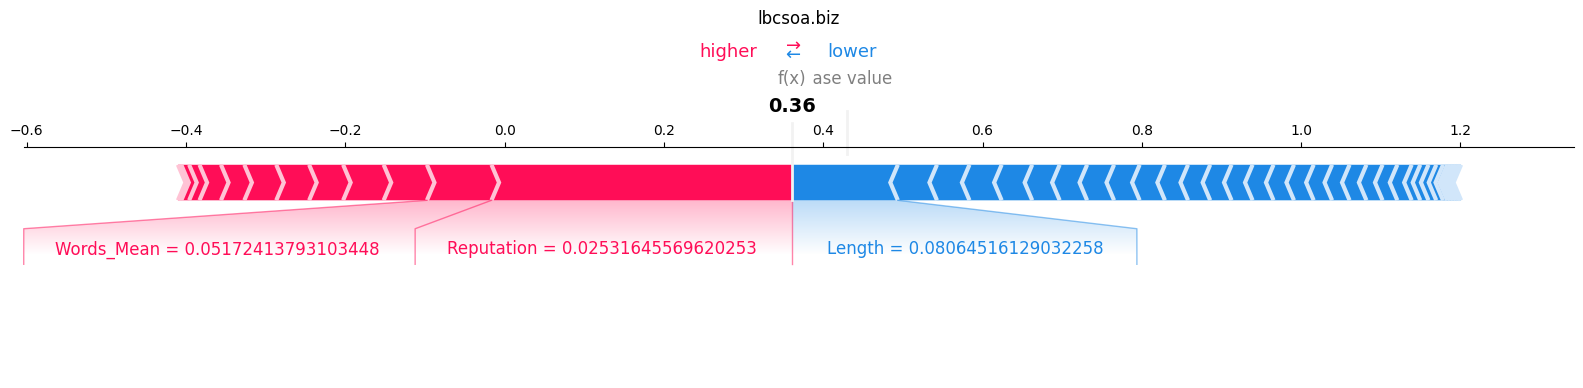 lbcsoa.biz
higher ⇄ lower
f(x) ase value
0.36
−0.6 −0.4 −0.2 0.0 0.2 0.4 0.6 0.8 1.0 1.2
Words_Mean = 0.05172413793103448 Reputation = 0.02531645569620253 Length = 0.08064516129032258